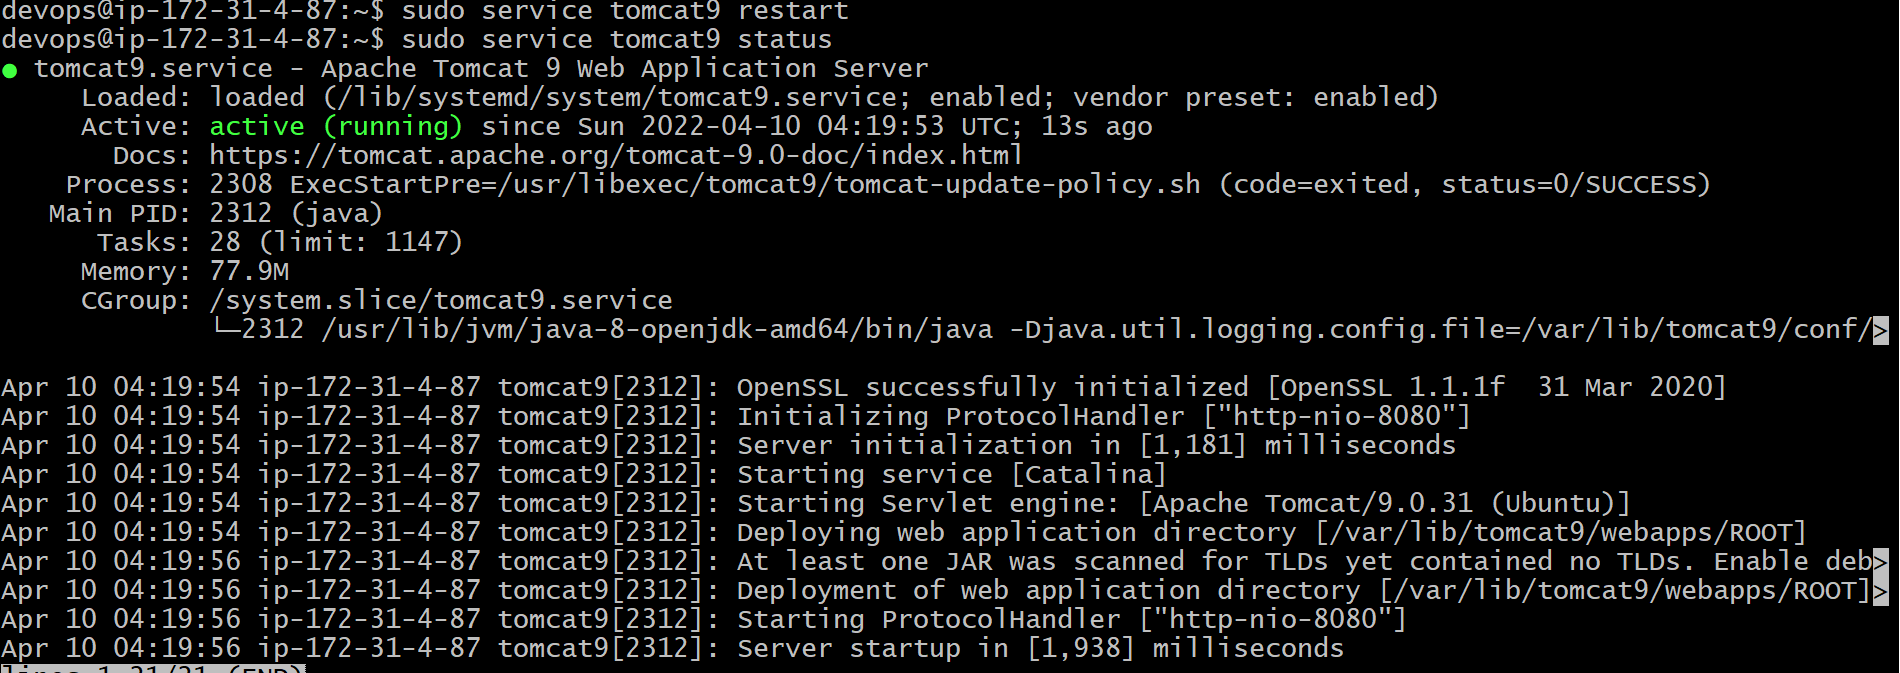 devops@ip-172-31-4-87:~$ sudo service tomcat9 restart
devops@ip-172-31-4-87:~$ sudo service tomcat9 status
● tomcat9.service - Apache Tomcat 9 Web Application Server
Loaded: loaded (/lib/systemd/system/tomcat9.service; enabled; vendor preset: enabled)
Active: active (running) since Sun 2022-04-10 04:19:53 UTC; 13s ago
Docs: https://tomcat.apache.org/tomcat-9.0-doc/index.html
Process: 2308 ExecStartPre=/usr/libexec/tomcat9/tomcat-update-policy.sh (code=exited, status=0/SUCCESS)
Main PID: 2312 (java)
Tasks: 28 (limit: 1147)
Memory: 77.9M
CGroup: /system.slice/tomcat9.service
└─2312 /usr/lib/jvm/java-8-openjdk-amd64/bin/java -Djava.util.logging.config.file=/var/lib/tomcat9/conf/>
Apr 10 04:19:54 ip-172-31-4-87 tomcat9[2312]: OpenSSL successfully initialized [OpenSSL 1.1.1f  31 Mar 2020]
Apr 10 04:19:54 ip-172-31-4-87 tomcat9[2312]: Initializing ProtocolHandler ["http-nio-8080"]
Apr 10 04:19:54 ip-172-31-4-87 tomcat9[2312]: Server initialization in [1,181] milliseconds
Apr 10 04:19:54 ip-172-31-4-87 tomcat9[2312]: Starting service [Catalina]
Apr 10 04:19:54 ip-172-31-4-87 tomcat9[2312]: Starting Servlet engine: [Apache Tomcat/9.0.31 (Ubuntu)]
Apr 10 04:19:54 ip-172-31-4-87 tomcat9[2312]: Deploying web application directory [/var/lib/tomcat9/webapps/ROOT]
Apr 10 04:19:56 ip-172-31-4-87 tomcat9[2312]: At least one JAR was scanned for TLDs yet contained no TLDs. Enable deb>
Apr 10 04:19:56 ip-172-31-4-87 tomcat9[2312]: Deployment of web application directory [/var/lib/tomcat9/webapps/ROOT]>
Apr 10 04:19:56 ip-172-31-4-87 tomcat9[2312]: Starting ProtocolHandler ["http-nio-8080"]
Apr 10 04:19:56 ip-172-31-4-87 tomcat9[2312]: Server startup in [1,938] milliseconds
lines 1-21/21 (END)